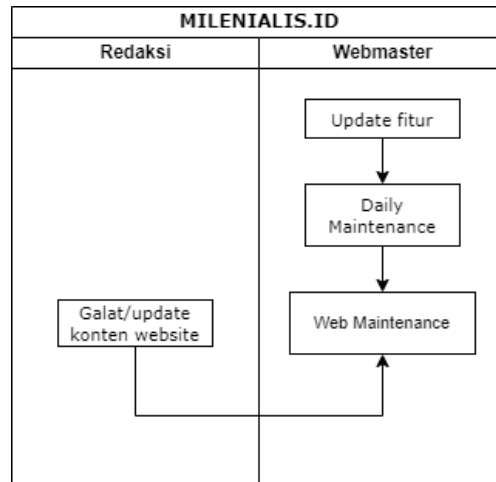 MILENIALIS.ID
Redaksi
Webmaster
Update fitur
Daily
Maintenance
Galat/update
konten website
Web Maintenance